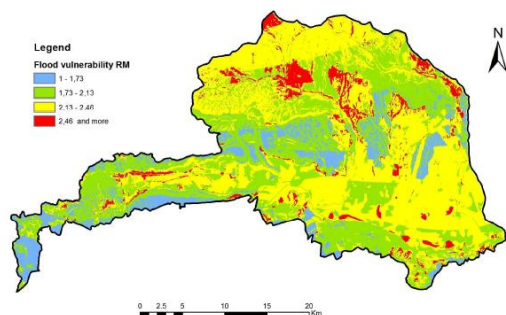 Legend
Flood vulnerability RM
1 - 1,73
1,73 - 2,13
2,13 - 2,46
2,46 and more
N
0 2.5 5 10 15 20
Km